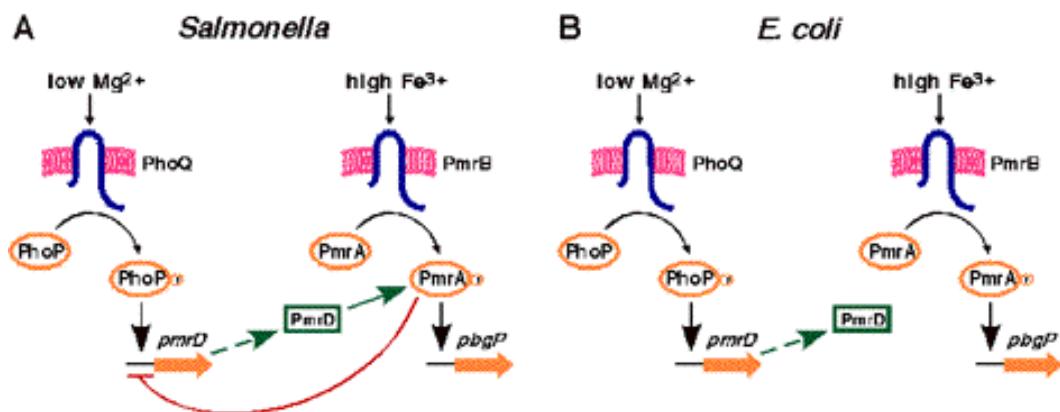 A Salmonella
low Mg2+ high Fe3+
PhoQ PmrB
PhoP PmrA
PhoP P PmrA P
PmrD
pmrD pbgP
B E. coli
low Mg2+ high Fe3+
PhoQ PmrB
PhoP PmrA
PhoP P PmrA P
PmrD
pmrD pbgP